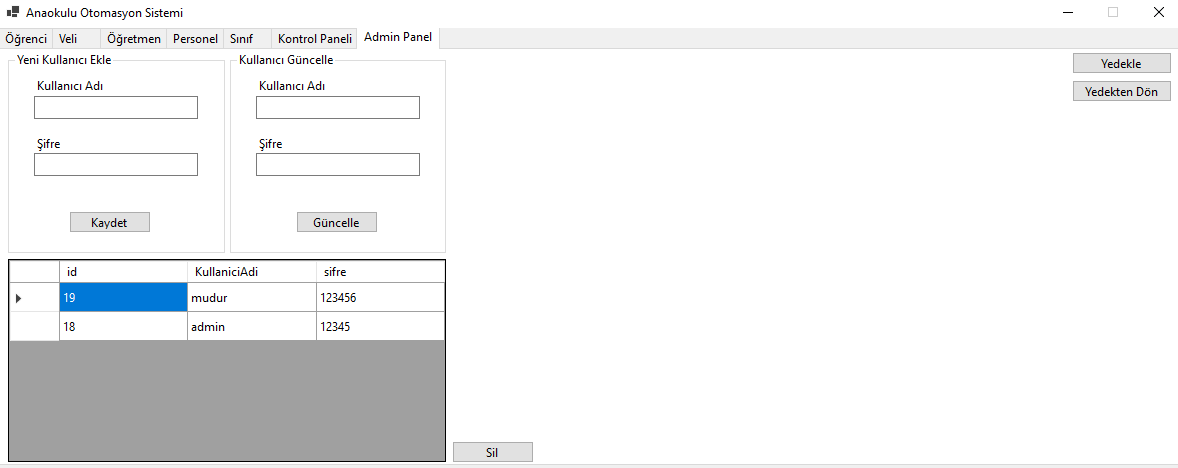 Anaokulu Otomasyon Sistemi
Öğrenci Veli Öğretmen Personel Sınıf Kontrol Paneli Admin Panel
Yeni Kullanıcı Ekle Kullanıcı Güncelle Yedekle
Kullanıcı Adı Kullanıcı Adı Yedekten Dön
Şifre Şifre
Kaydet Güncelle
id KullaniciAdi sifre
19 mudur 123456
18 admin 12345
Sil